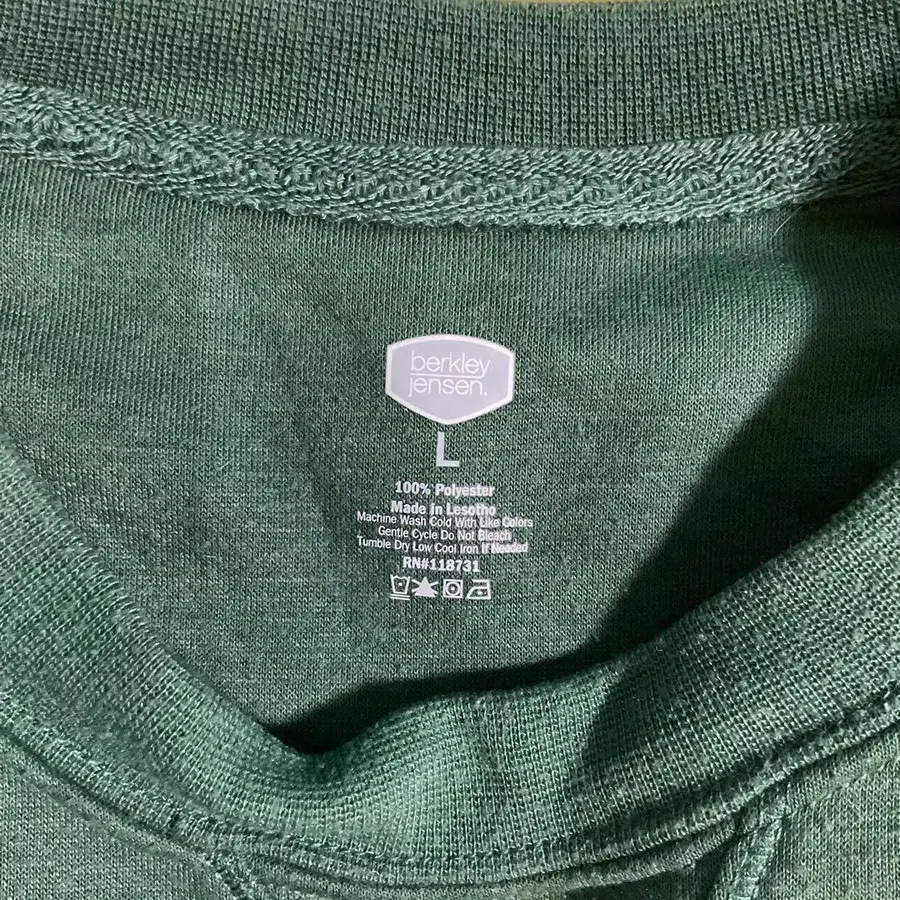 berkley
jensen.
L
100% Polyester
Made in Lesotho
Machine Wash Cold With Like Colors
Gentle Cycle Do Not Bleach
Tumble Dry Low Cool Iron If Needed
RN#118731